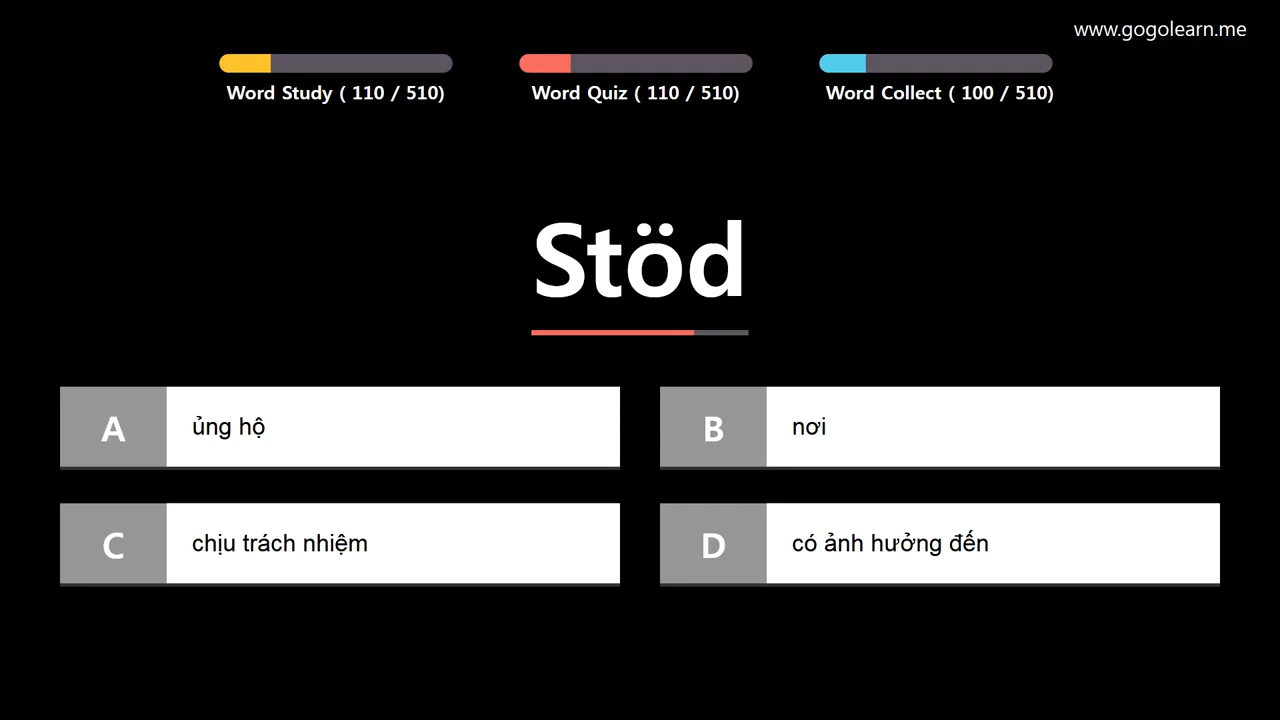 www.gogolearn.me
Word Study ( 110 / 510)
Word Quiz ( 110 / 510)
Word Collect ( 100 / 510)
Stöd
A
ủng hộ
B
nơi
C
chịu trách nhiệm
D
có ảnh hưởng đến